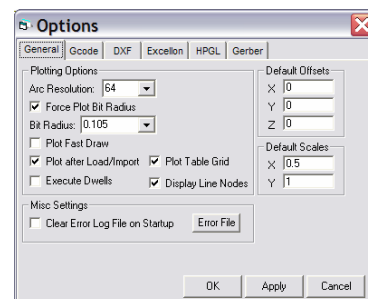 Options
General Gcode DXF Excellon HPGL Gerber
Plotting Options
Arc Resolution: 64
Force Plot Bit Radius
Bit Radius: 0.105
Plot Fast Draw
Plot after Load/Import Plot Table Grid
Execute Dwells Display Line Nodes
Default Offsets
X 0
Y 0
Z 0
Default Scales
X 0.5
Y 1
Misc Settings
Clear Error Log File on Startup Error File
OK Apply Cancel